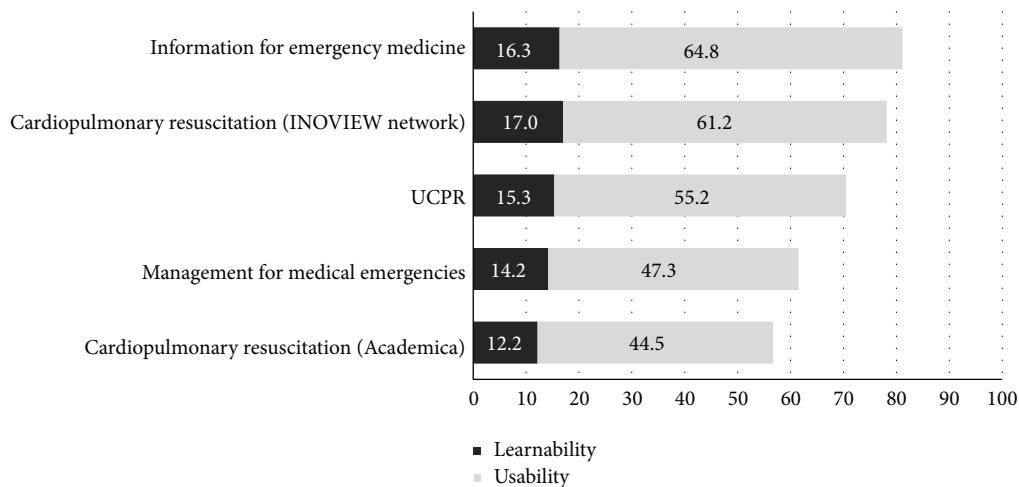 Information for emergency medicine
16.3
64.8
Cardiopulmonary resuscitation (INOVIEW network)
17.0
61.2
UCPR
15.3
55.2
Management for medical emergencies
14.2
47.3
Cardiopulmonary resuscitation (Academica)
12.2
44.5
0 10 20 30 40 50 60 70 80 90 100
Learnability
Usability